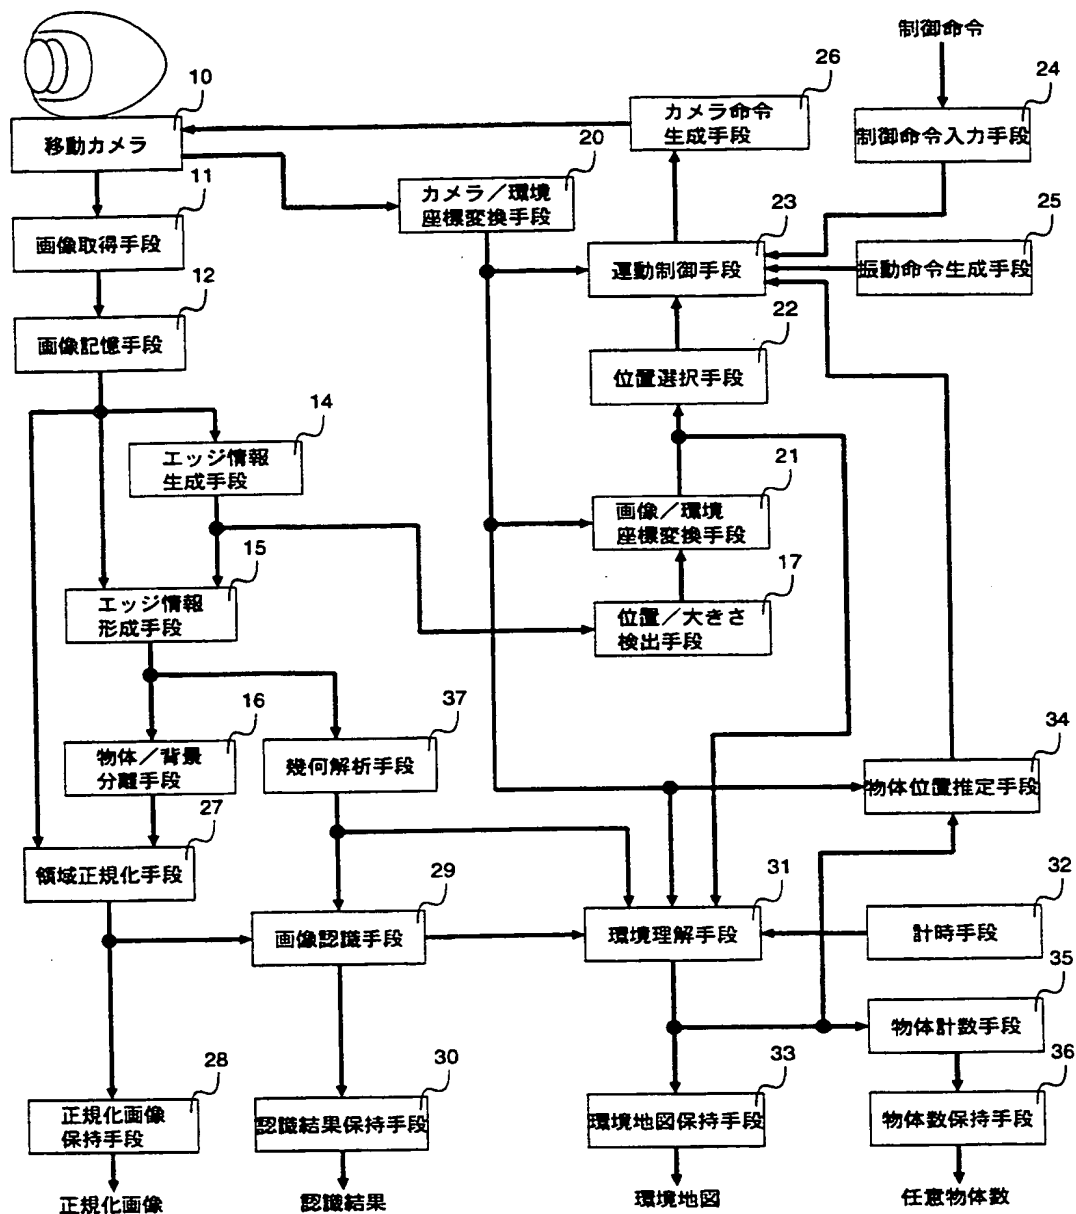 制御命令
10
移動カメラ
26
カメラ命令
生成手段
24
制御命令入力手段
20
カメラ／環境
座標変換手段
11
画像取得手段
23
運動制御手段
25
振動命令生成手段
12
画像記憶手段
22
位置選択手段
14
エッジ情報
生成手段
21
画像／環境
座標変換手段
15
エッジ情報
形成手段
17
位置／大きさ
検出手段
16
物体／背景
分離手段
37
幾何解析手段
34
物体位置推定手段
27
領域正規化手段
29
画像認識手段
31
環境理解手段
32
計時手段
35
物体計数手段
28
正規化画像
保持手段
30
認識結果保持手段
33
環境地図保持手段
36
物体数保持手段
正規化画像
認識結果
環境地図
任意物体数